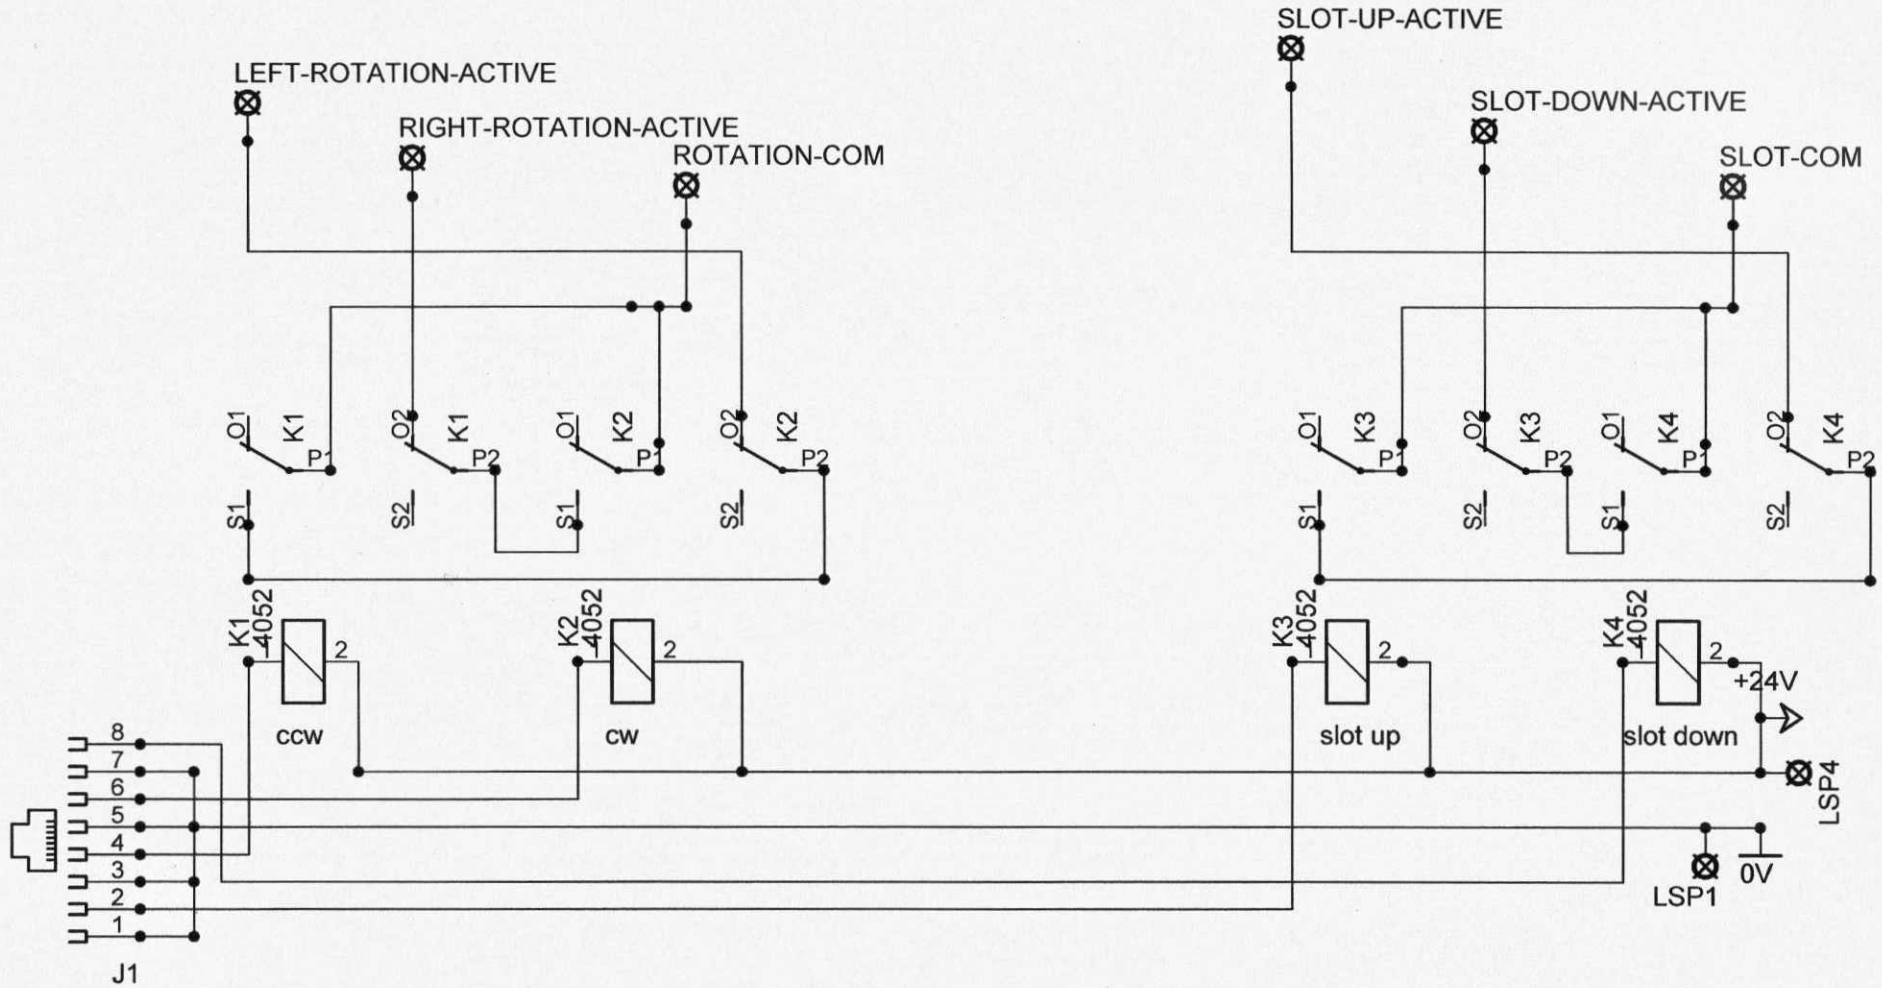 SLOT-UP-ACTIVE
LEFT-ROTATION-ACTIVE
SLOT-DOWN-ACTIVE
RIGHT-ROTATION-ACTIVE
ROTATION-COM
SLOT-COM
O1
K1
P1
S1
O2
K1
P2
S2
O1
K2
P1
S1
O2
K2
P2
S2
O1
K3
P1
S1
O2
K3
P2
S2
O1
K4
P1
S1
O2
K4
P2
S2
K1
4052
2
ccw
K2
4052
2
cw
K3
4052
2
slot up
K4
4052
2
slot down
+24V
LSP4
0V
LSP1
8
7
6
5
4
3
2
1
J1